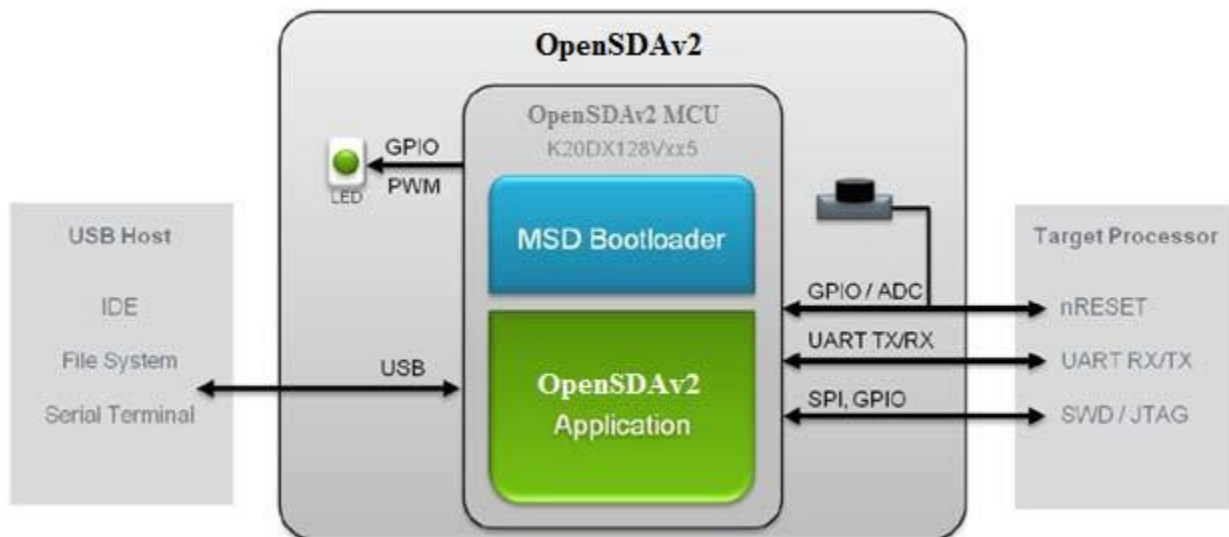 OpenSDAv2
OpenSDAv2 MCU
K20DX128Vxx5
GPIO
PWM
LED
MSD Bootloader
USB Host
IDE
File System
Serial Terminal
USB
OpenSDAv2
Application
GPIO / ADC
UART TX/RX
SPI, GPIO
Target Processor
nRESET
UART RX/TX
SWD / JTAG